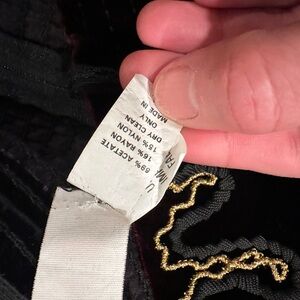 69% ACETATE
16% RAYON
15% NYLON
DRY CLEAN
ONLY
MADE IN